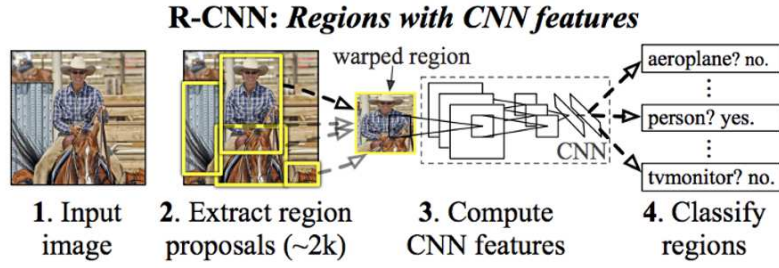 R-CNN: Regions with CNN features
warped region
aeroplane? no.
person? yes.
tvmonitor? no.
CNN
1. Input
image
2. Extract region
proposals (~2k)
3. Compute
CNN features
4. Classify
regions